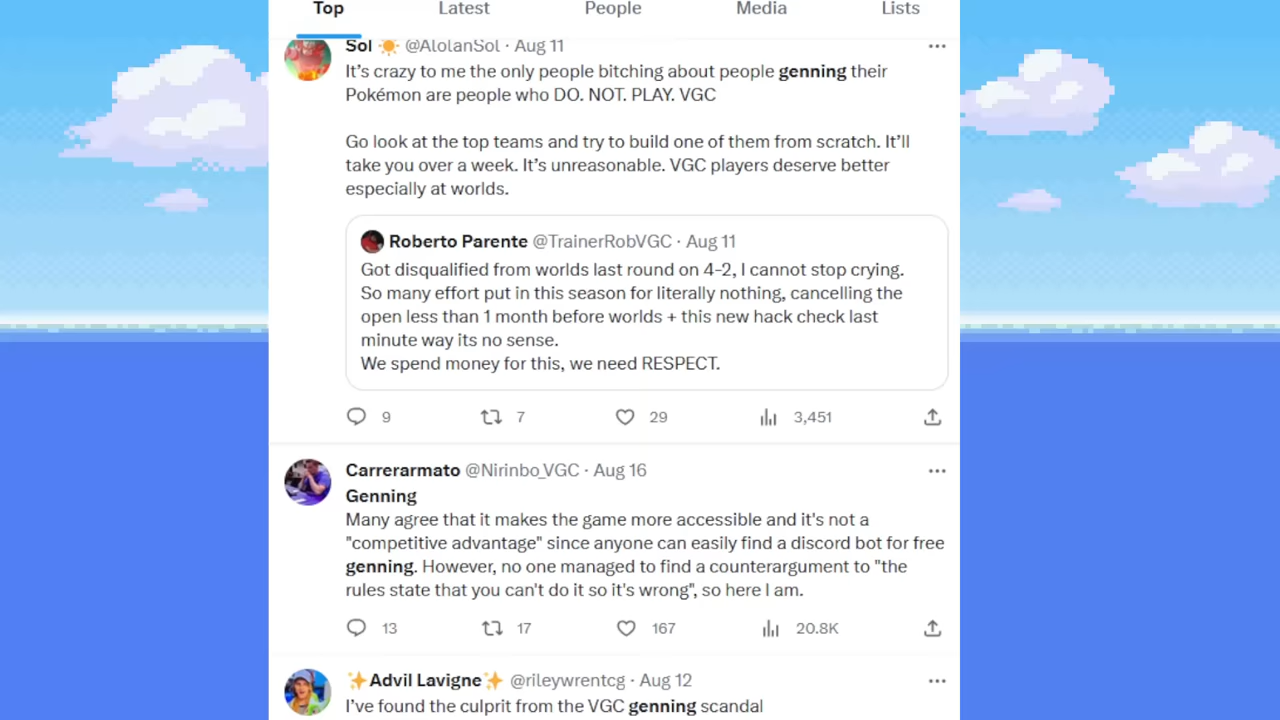 Top Latest People Media Lists
Sol ☀️ @AlolanSol · Aug 11
It's crazy to me the only people bitching about people genning their
Pokémon are people who DO. NOT. PLAY. VGC
Go look at the top teams and try to build one of them from scratch. It'll
take you over a week. It's unreasonable. VGC players deserve better
especially at worlds.
Roberto Parente @TrainerRobVGC · Aug 11
Got disqualified from worlds last round on 4-2, I cannot stop crying.
So many effort put in this season for literally nothing, cancelling the
open less than 1 month before worlds + this new hack check last
minute way its no sense.
We spend money for this, we need RESPECT.
9 7 29 3,451
Carrerarmato @Nirinbo_VGC · Aug 16
Genning
Many agree that it makes the game more accessible and it's not a
"competitive advantage" since anyone can easily find a discord bot for free
genning. However, no one managed to find a counterargument to "the
rules state that you can't do it so it's wrong", so here I am.
13 17 167 20.8K
✨Advil Lavigne✨ @rileywrentcg · Aug 12
I've found the culprit from the VGC genning scandal